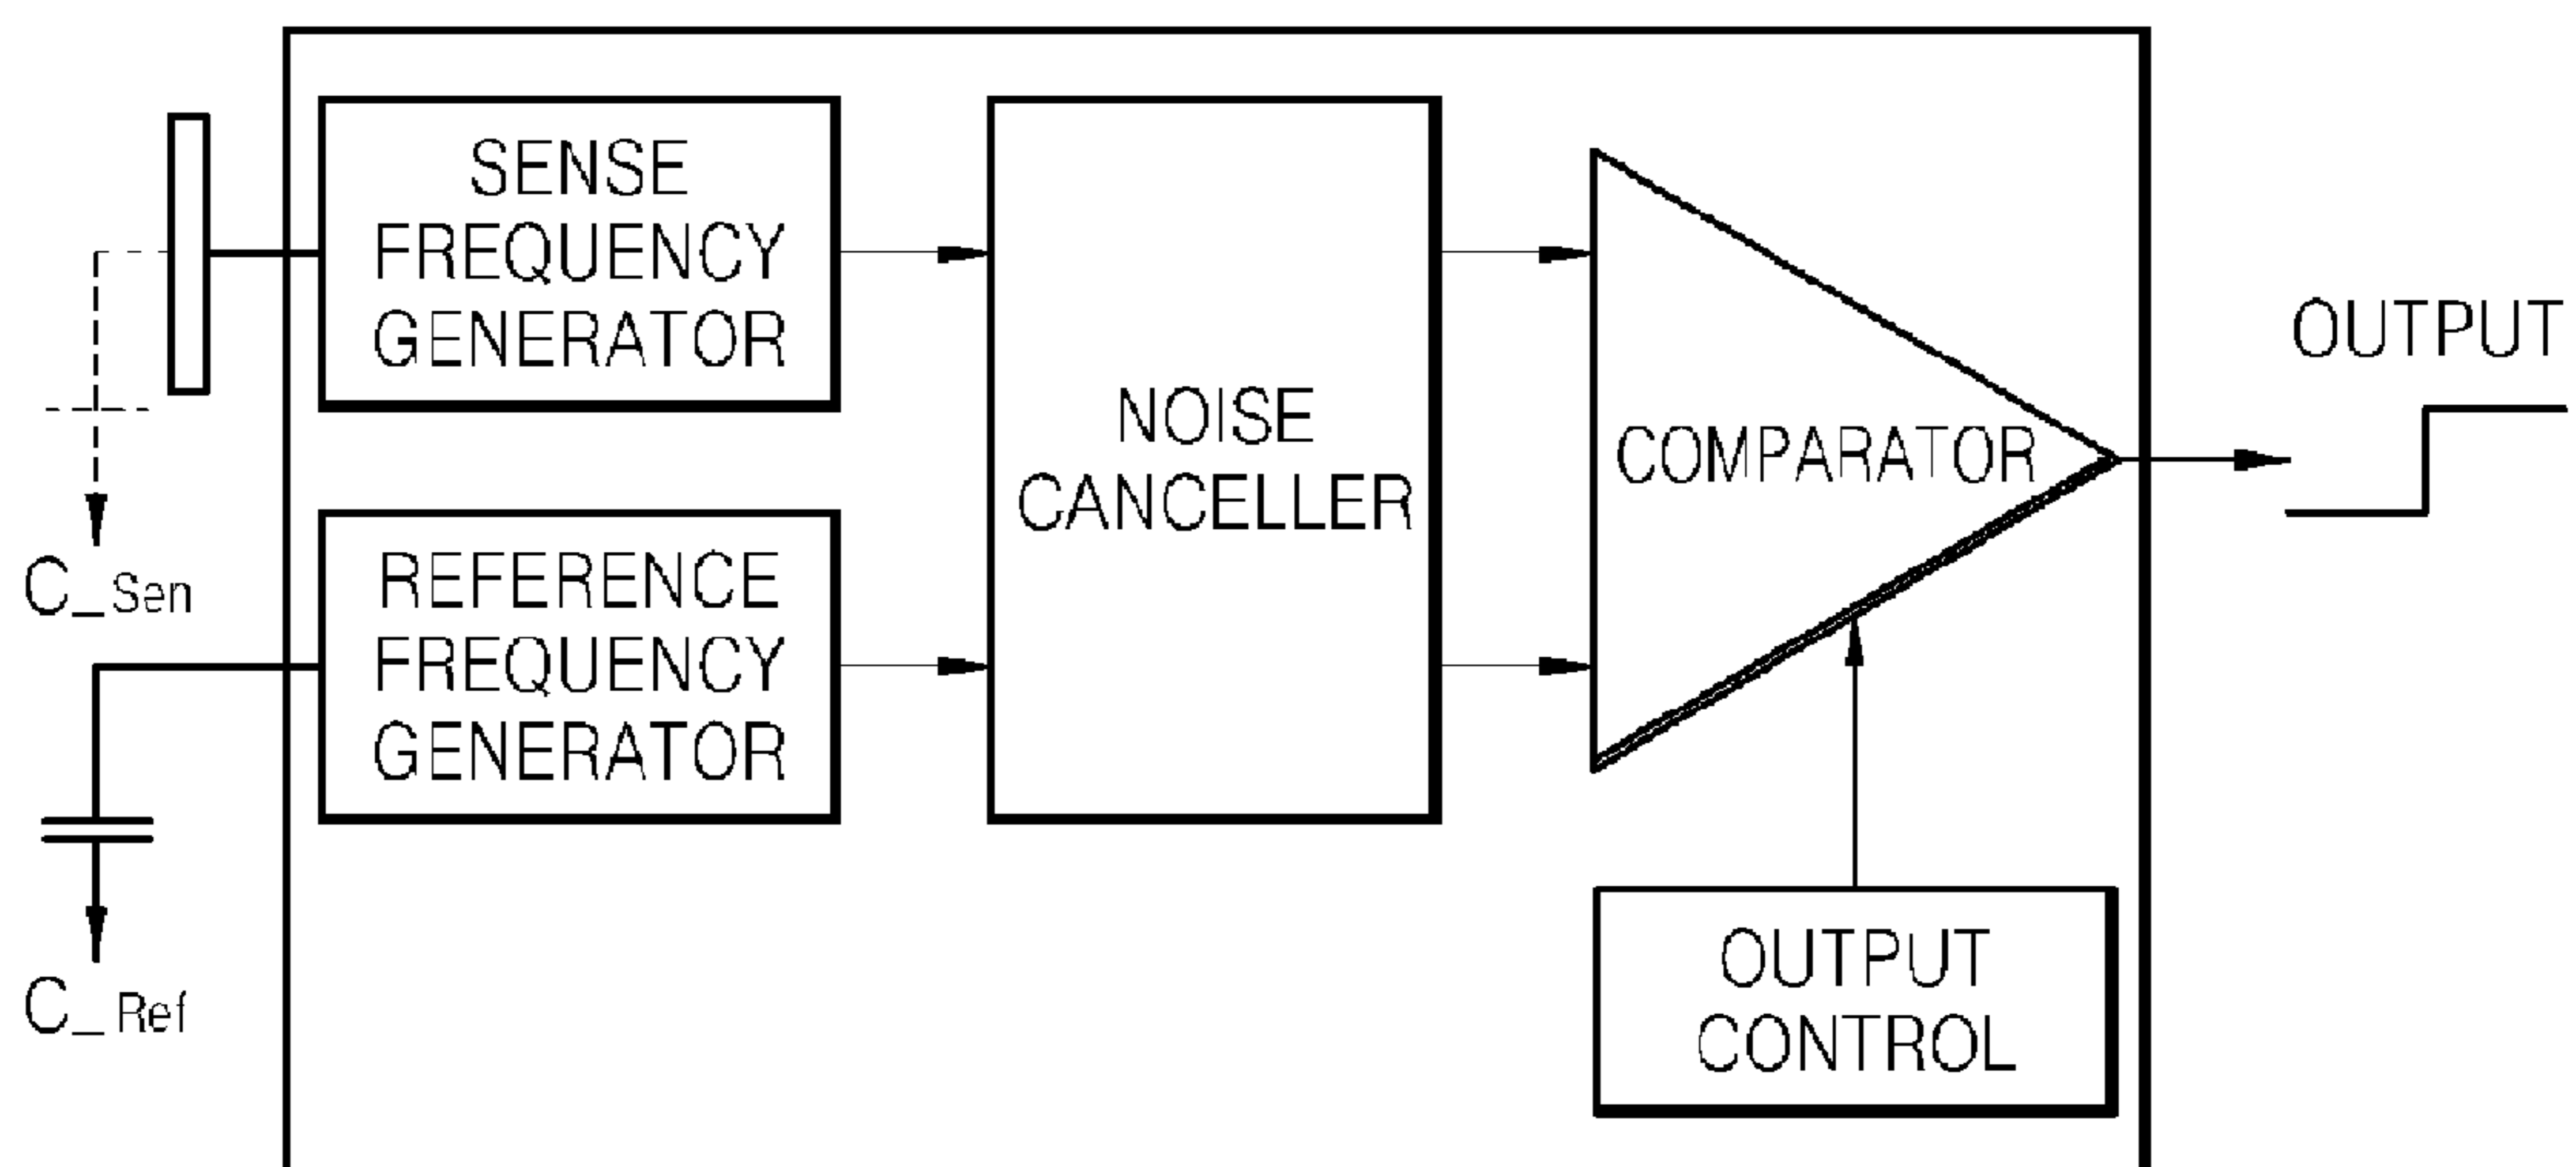 SENSE
FREQUENCY
GENERATOR
C_Sen
REFERENCE
FREQUENCY
GENERATOR
C_Ref
NOISE
CANCELLER
COMPARATOR
OUTPUT
CONTROL
OUTPUT